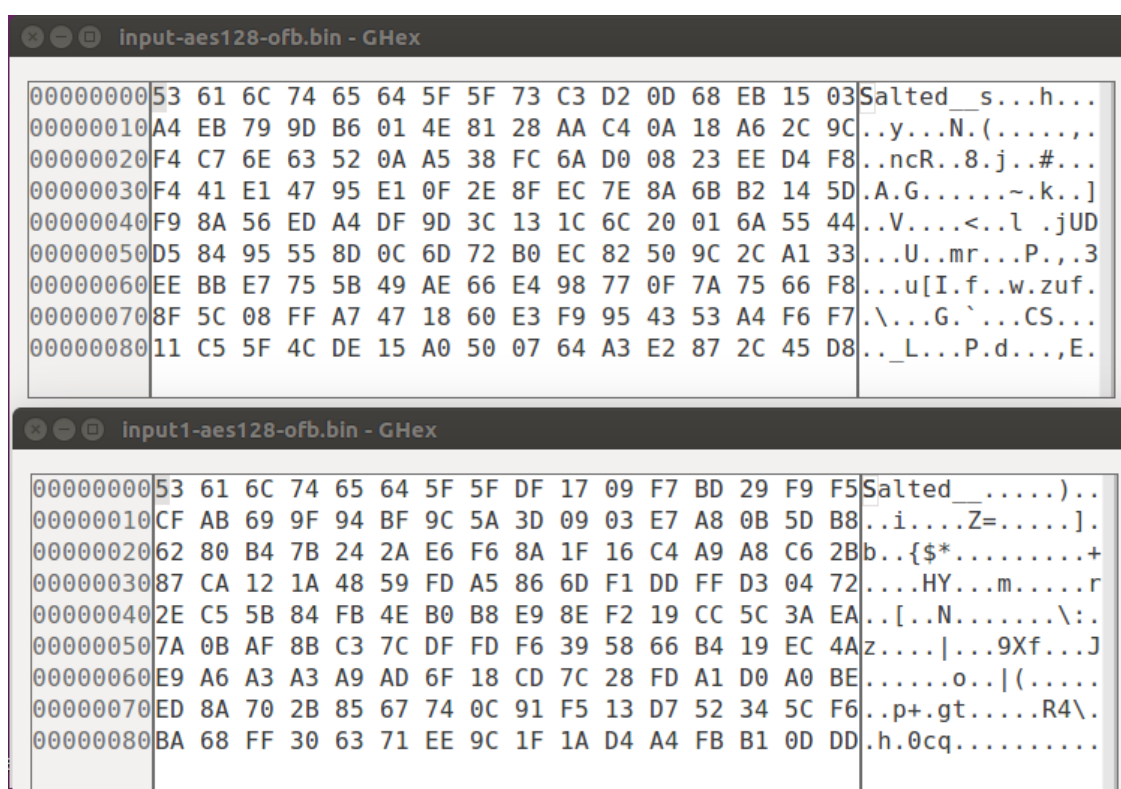 input-aes128-ofb.bin - GHex
00000000 53 61 6C 74 65 64 5F 5F 73 C3 D2 0D 68 EB 15 03 Salted__s...h...
00000010 A4 EB 79 9D B6 01 4E 81 28 AA C4 0A 18 A6 2C 9C ..y...N.(.....,.
00000020 F4 C7 6E 63 52 0A A5 38 FC 6A D0 08 23 EE D4 F8 ..ncR..8.j..#...
00000030 F4 41 E1 47 95 E1 0F 2E 8F EC 7E 8A 6B B2 14 5D .A.G......~.k..]
00000040 F9 8A 56 ED A4 DF 9D 3C 13 1C 6C 20 01 6A 55 44 ..V....<..l .jUD
00000050 D5 84 95 55 8D 0C 6D 72 B0 EC 82 50 9C 2C A1 33 ...U..mr...P.,.3
00000060 EE BB E7 75 5B 49 AE 66 E4 98 77 0F 7A 75 66 F8 ...u[I.f..w.zuf.
00000070 8F 5C 08 FF A7 47 18 60 E3 F9 95 43 53 A4 F6 F7 .\...G.`...CS...
00000080 11 C5 5F 4C DE 15 A0 50 07 64 A3 E2 87 2C 45 D8 .._L...P.d...,E.
input1-aes128-ofb.bin - GHex
00000000 53 61 6C 74 65 64 5F 5F DF 17 09 F7 BD 29 F9 F5 Salted__.....)..
00000010 CF AB 69 9F 94 BF 9C 5A 3D 09 03 E7 A8 0B 5D B8 ..i....Z=.....].
00000020 62 80 B4 7B 24 2A E6 F6 8A 1F 16 C4 A9 A8 C6 2B b..{$*.........+
00000030 87 CA 12 1A 48 59 FD A5 86 6D F1 DD FF D3 04 72 ....HY...m.....r
00000040 2E C5 5B 84 FB 4E B0 B8 E9 8E F2 19 CC 5C 3A EA ..[..N.......\:.
00000050 7A 0B AF 8B C3 7C DF FD F6 39 58 66 B4 19 EC 4A z....|...9Xf...J
00000060 E9 A6 A3 A3 A9 AD 6F 18 CD 7C 28 FD A1 D0 A0 BE ......o..|(.....
00000070 ED 8A 70 2B 85 67 74 0C 91 F5 13 D7 52 34 5C F6 ..p+.gt.....R4\.
00000080 BA 68 FF 30 63 71 EE 9C 1F 1A D4 A4 FB B1 0D DD .h.0cq..........